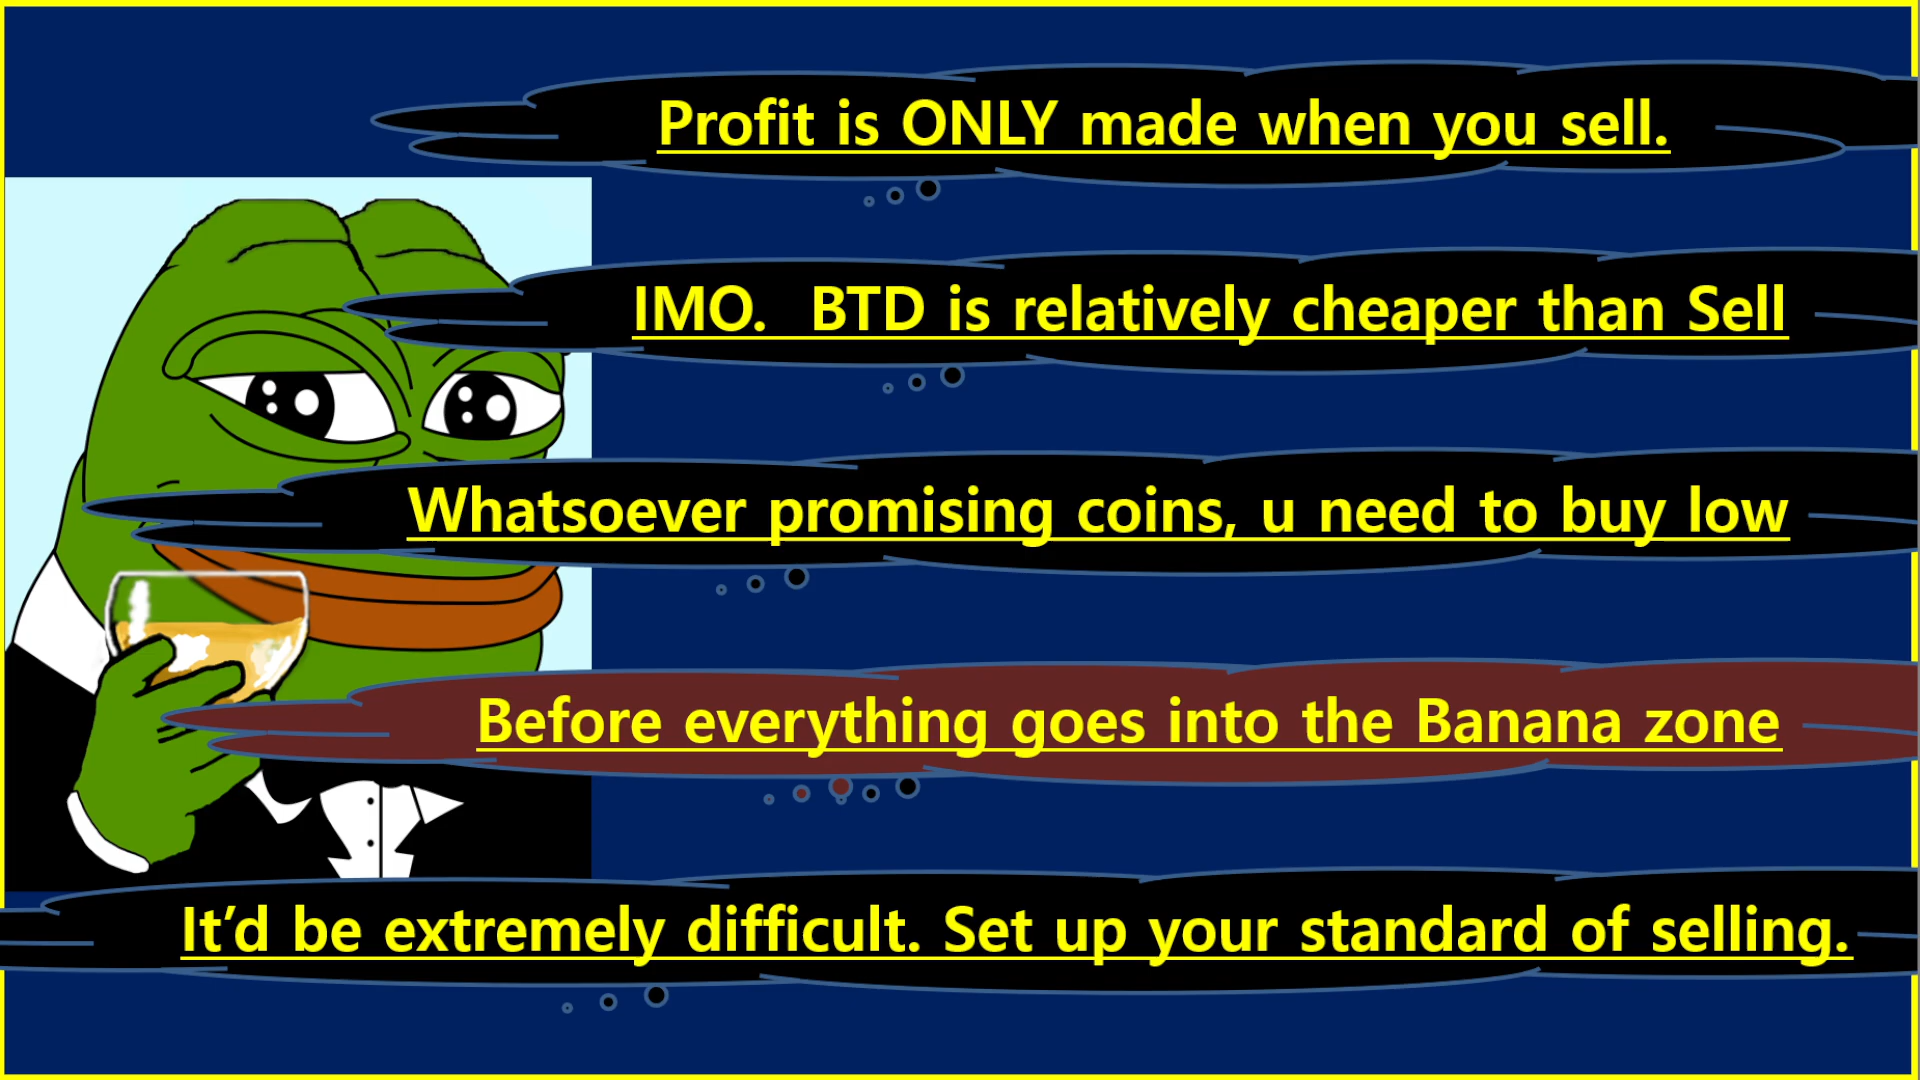 Profit is ONLY made when you sell.
IMO.  BTD is relatively cheaper than Sell
Whatsoever promising coins, u need to buy low
Before everything goes into the Banana zone
It’d be extremely difficult. Set up your standard of selling.